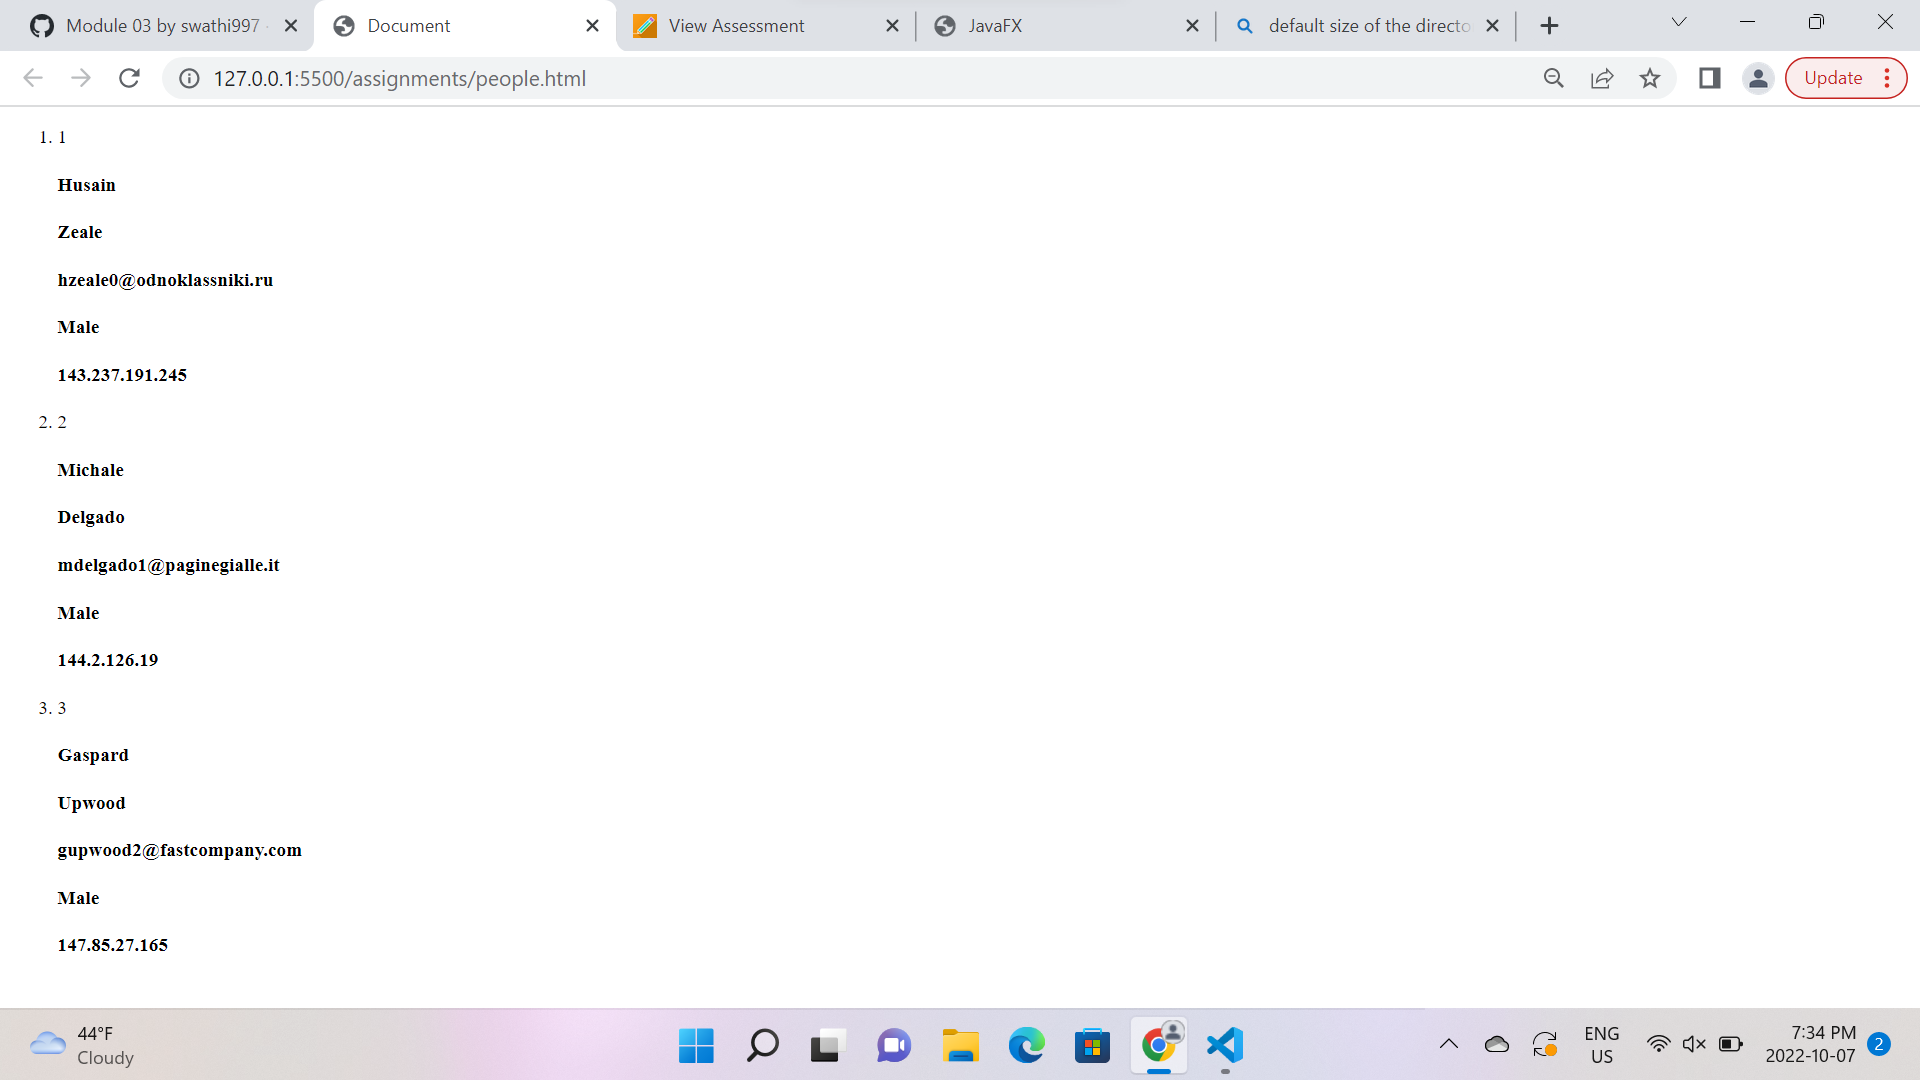 Module 03 by swathi997
Document
View Assessment
JavaFX
default size of the directo
127.0.0.1:5500/assignments/people.html
Update
1. 1
Husain
Zeale
hzeale0@odnoklassniki.ru
Male
143.237.191.245
2. 2
Michale
Delgado
mdelgado1@paginegialle.it
Male
144.2.126.19
3. 3
Gaspard
Upwood
gupwood2@fastcompany.com
Male
147.85.27.165
44°F
Cloudy
ENG
US
7:34 PM
2022-10-07
2